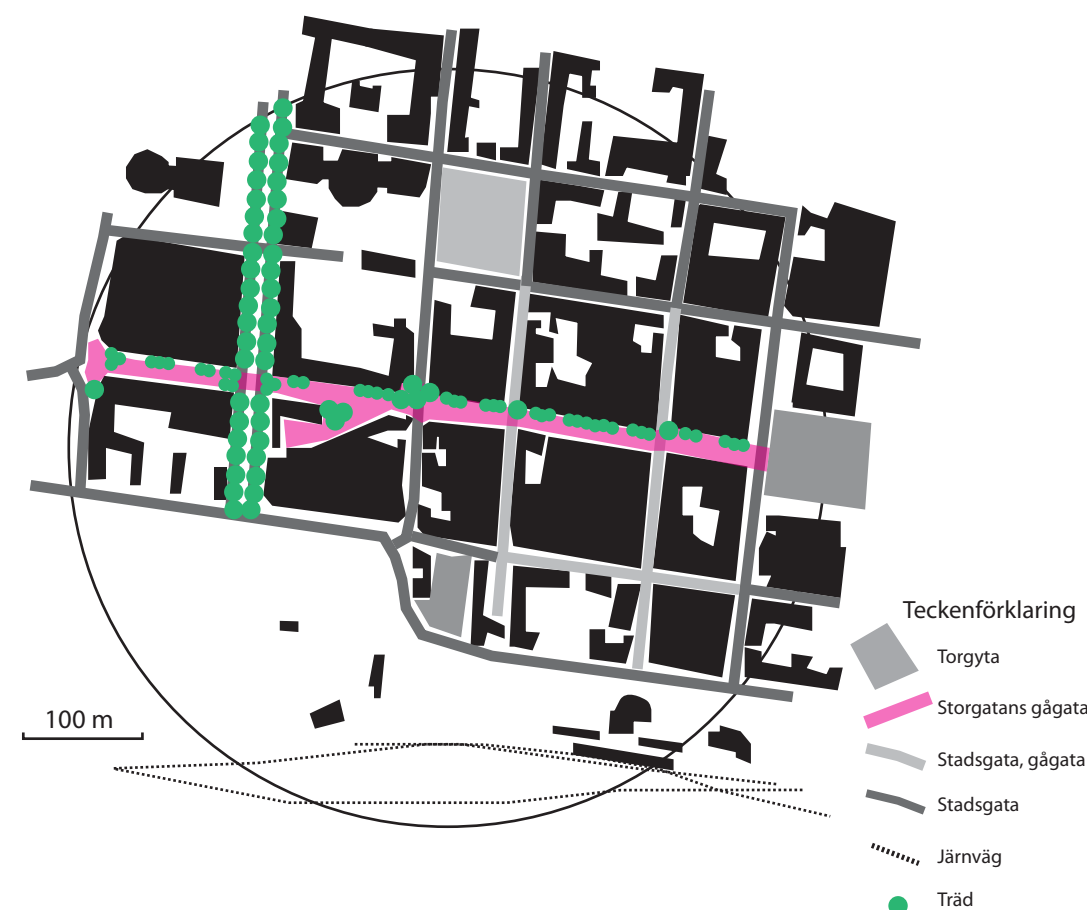 100 m
Teckenförklaring
Torgyta
Storgatans gågata
Stadsgata, gågata
Stadsgata
Järnväg
Träd